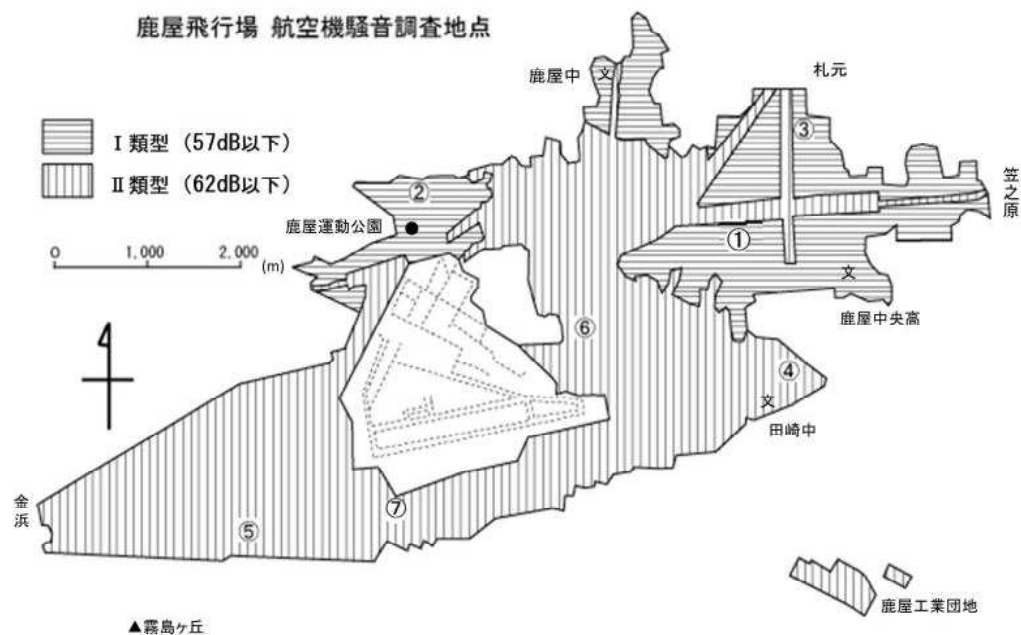 鹿屋飛行場 航空機騒音調査地点
Ⅰ類型(57dB以下)
Ⅱ類型(62dB以下)
0 1,000 2,000 (m)
鹿屋中
文
札元
③
笠之原
②
鹿屋運動公園
①
文
鹿屋中央高
⑥
④
文
田崎中
金浜
⑤
⑦
鹿屋工業団地
▲霧島ヶ丘